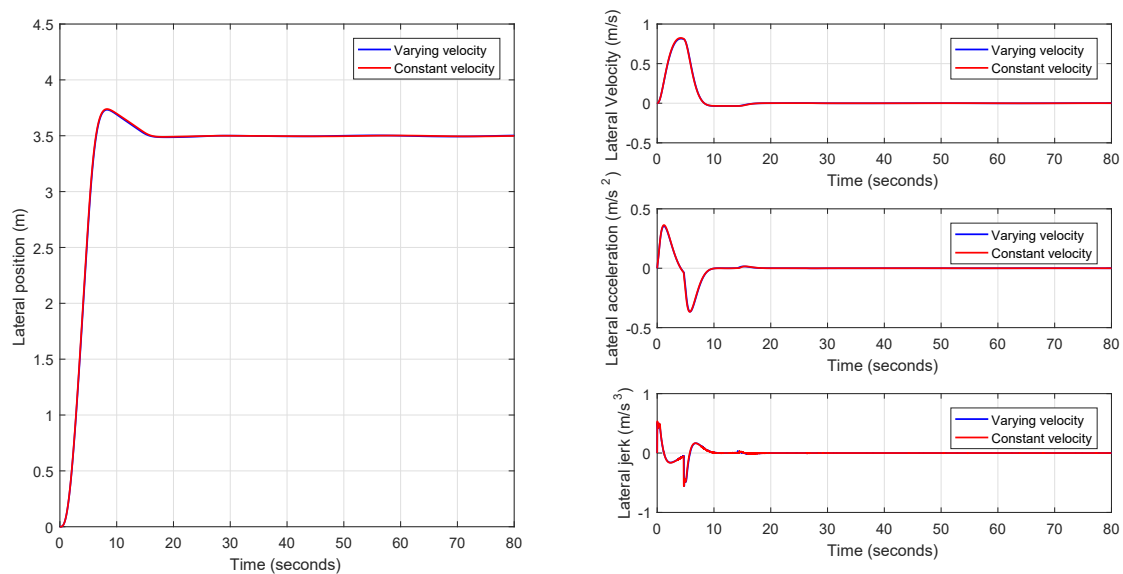 4.5
4
3.5
3
2.5
2
1.5
1
0.5
0
Lateral position (m)
Varying velocity
Constant velocity
0 10 20 30 40 50 60 70 80
Time (seconds)
1
0.5
0
-0.5
Lateral Velocity (m/s)
Varying velocity
Constant velocity
0 10 20 30 40 50 60 70 80
Time (seconds)
0.5
0
-0.5
Lateral acceleration (m/s 2)
Varying velocity
Constant velocity
0 10 20 30 40 50 60 70 80
Time (seconds)
1
0
-1
Lateral jerk (m/s 3)
Varying velocity
Constant velocity
0 10 20 30 40 50 60 70 80
Time (seconds)